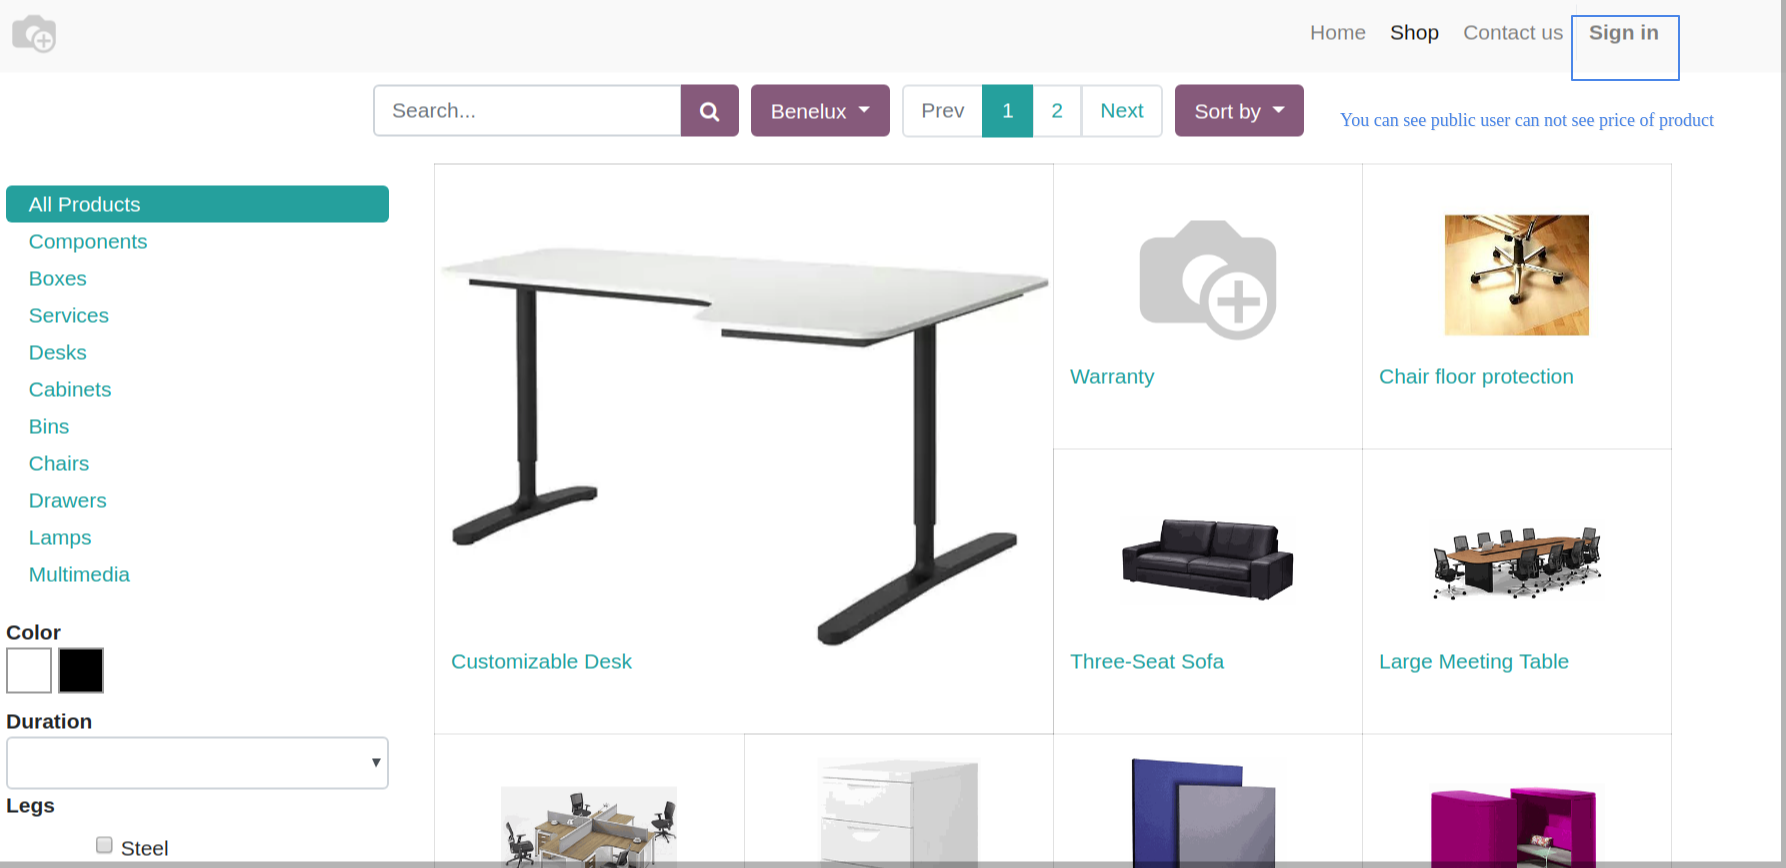 Home Shop Contact us Sign in
Search... Benelux Prev 1 2 Next Sort by
You can see public user can not see price of product
All Products
Components
Boxes
Services
Desks
Cabinets
Bins
Chairs
Drawers
Lamps
Multimedia
Color
Duration
Legs
Steel
Warranty
Chair floor protection
Customizable Desk
Three-Seat Sofa
Large Meeting Table